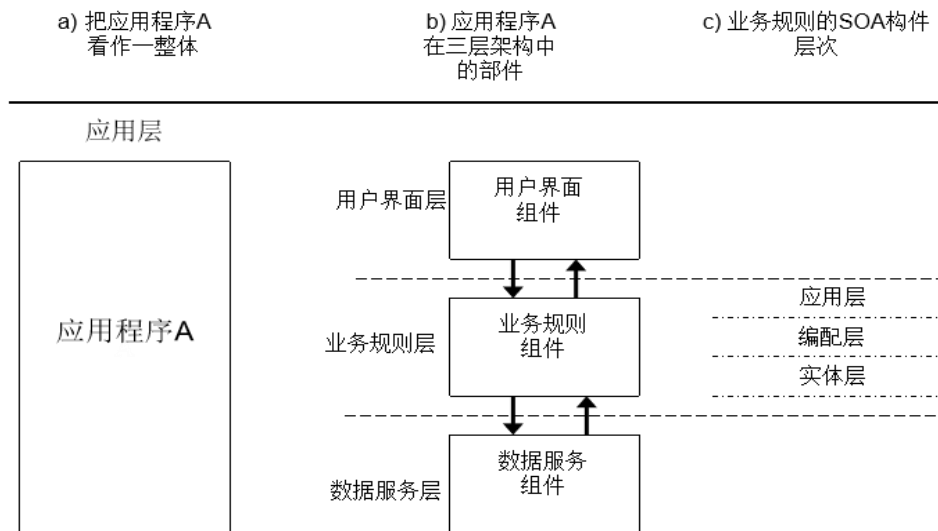 a) 把应用程序A
看作一整体
b) 应用程序A
在三层架构中
的部件
c) 业务规则的SOA构件
层次
应用层
应用程序A
用户界面层
用户界面
组件
业务规则层
业务规则
组件
应用层
编配层
实体层
数据服务层
数据服务
组件